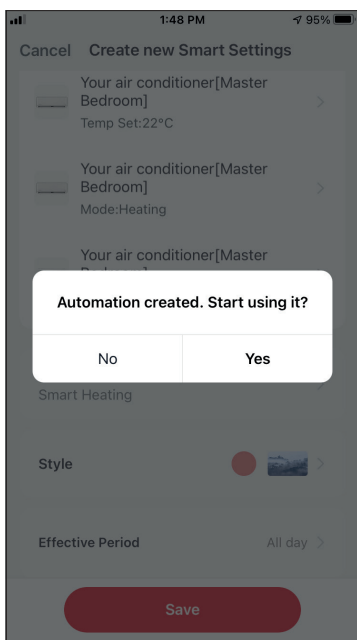 1:48 PM
95%
Cancel
Create new Smart Settings
Your air conditioner[Master
Bedroom]
Temp Set:22°C
Your air conditioner[Master
Bedroom]
Mode:Heating
Your air conditioner[Master
Automation created. Start using it?
No
Yes
Smart Heating
Style
Effective Period
All day
Save